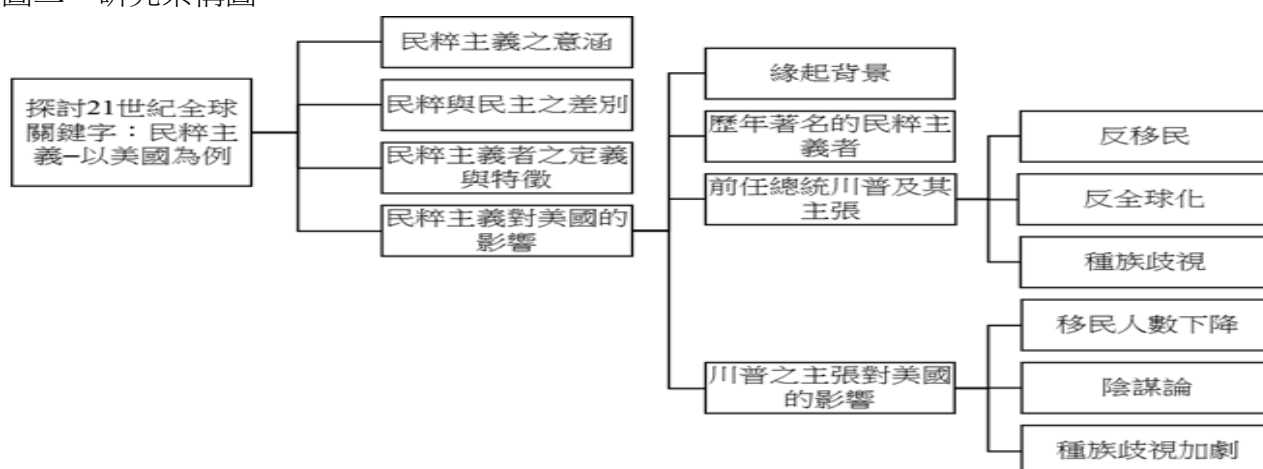 探討21世紀全球
關鍵字：民粹主
義–以美國為例
民粹主義之意涵
民粹與民主之差別
民粹主義者之定義
與特徵
民粹主義對美國的
影響
緣起背景
歷年著名的民粹主
義者
前任總統川普及其
主張
川普之主張對美國
的影響
反移民
反全球化
種族歧視
移民人數下降
陰謀論
種族歧視加劇